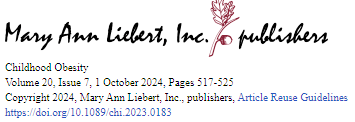 Mary Ann Liebert, Inc. publishers
Childhood Obesity
Volume 20, Issue 7, 1 October 2024, Pages 517-525
Copyright 2024, Mary Ann Liebert, Inc., publishers, Article Reuse Guidelines
https://doi.org/10.1089/chi.2023.0183